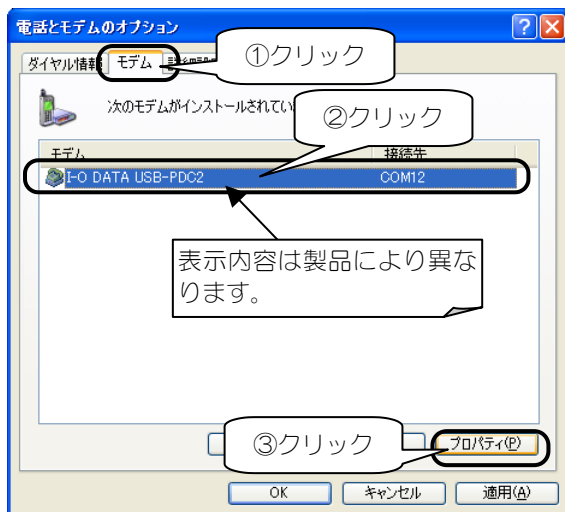 電話とモデムのオプション
ダイヤル情報
モデム
①クリック
次のモデムがインストールされてい
②クリック
モデム 接続先
I-O DATA USB-PDC2 COM12
表示内容は製品により異な
ります。
③クリック
プロパティ(P)
OK キャンセル 適用(A)